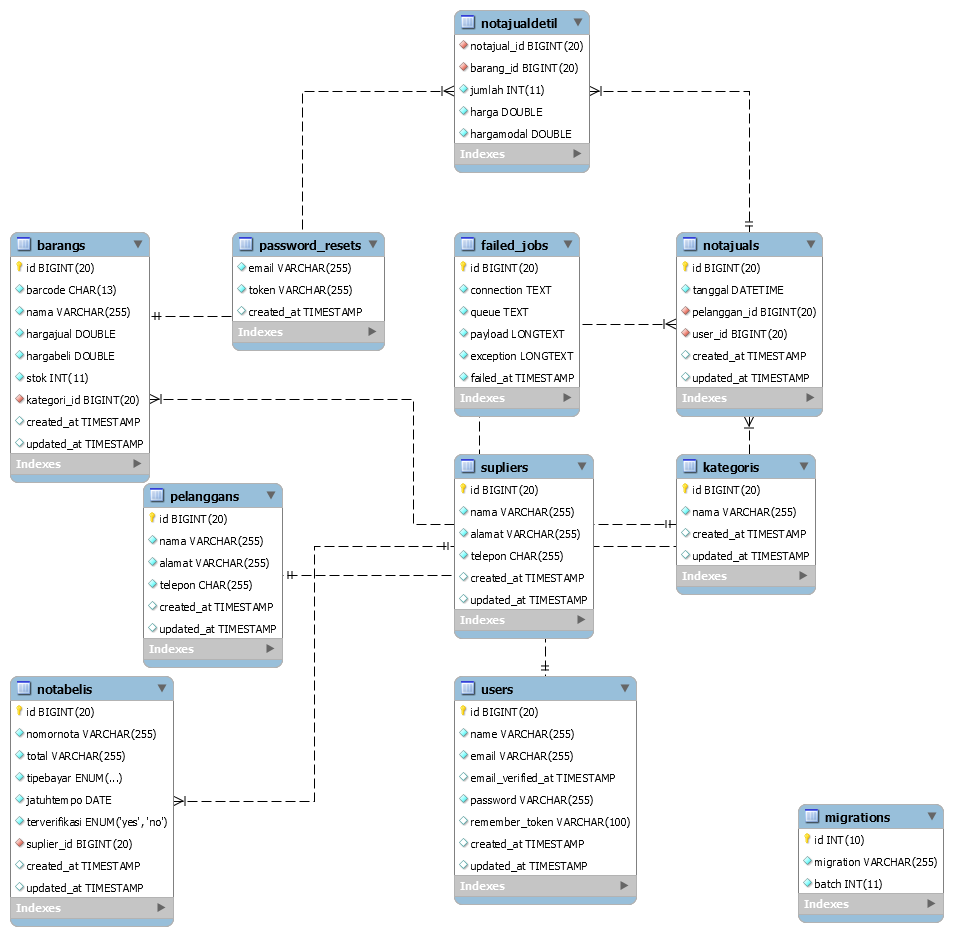 notajualdetil
notajual_id BIGINT(20)
barang_id BIGINT(20)
jumlah INT(11)
harga DOUBLE
hargamodal DOUBLE
Indexes
barangs
id BIGINT(20)
barcode CHAR(13)
nama VARCHAR(255)
hargajual DOUBLE
hargabeli DOUBLE
stok INT(11)
kategori_id BIGINT(20)
created_at TIMESTAMP
updated_at TIMESTAMP
Indexes
password_resets
email VARCHAR(255)
token VARCHAR(255)
created_at TIMESTAMP
Indexes
failed_jobs
id BIGINT(20)
connection TEXT
queue TEXT
payload LONGTEXT
exception LONGTEXT
failed_at TIMESTAMP
Indexes
notajuals
id BIGINT(20)
tanggal DATETIME
pelanggan_id BIGINT(20)
user_id BIGINT(20)
created_at TIMESTAMP
updated_at TIMESTAMP
Indexes
pelanggans
id BIGINT(20)
nama VARCHAR(255)
alamat VARCHAR(255)
telepon CHAR(255)
created_at TIMESTAMP
updated_at TIMESTAMP
Indexes
supliers
id BIGINT(20)
nama VARCHAR(255)
alamat VARCHAR(255)
telepon CHAR(255)
created_at TIMESTAMP
updated_at TIMESTAMP
Indexes
kategoris
id BIGINT(20)
nama VARCHAR(255)
created_at TIMESTAMP
updated_at TIMESTAMP
Indexes
notabelis
id BIGINT(20)
nomornota VARCHAR(255)
total VARCHAR(255)
tipebayar ENUM(...)
jatuhtempo DATE
terverifikasi ENUM('yes', 'no')
suplier_id BIGINT(20)
created_at TIMESTAMP
updated_at TIMESTAMP
Indexes
users
id BIGINT(20)
name VARCHAR(255)
email VARCHAR(255)
email_verified_at TIMESTAMP
password VARCHAR(255)
remember_token VARCHAR(100)
created_at TIMESTAMP
updated_at TIMESTAMP
Indexes
migrations
id INT(10)
migration VARCHAR(255)
batch INT(11)
Indexes